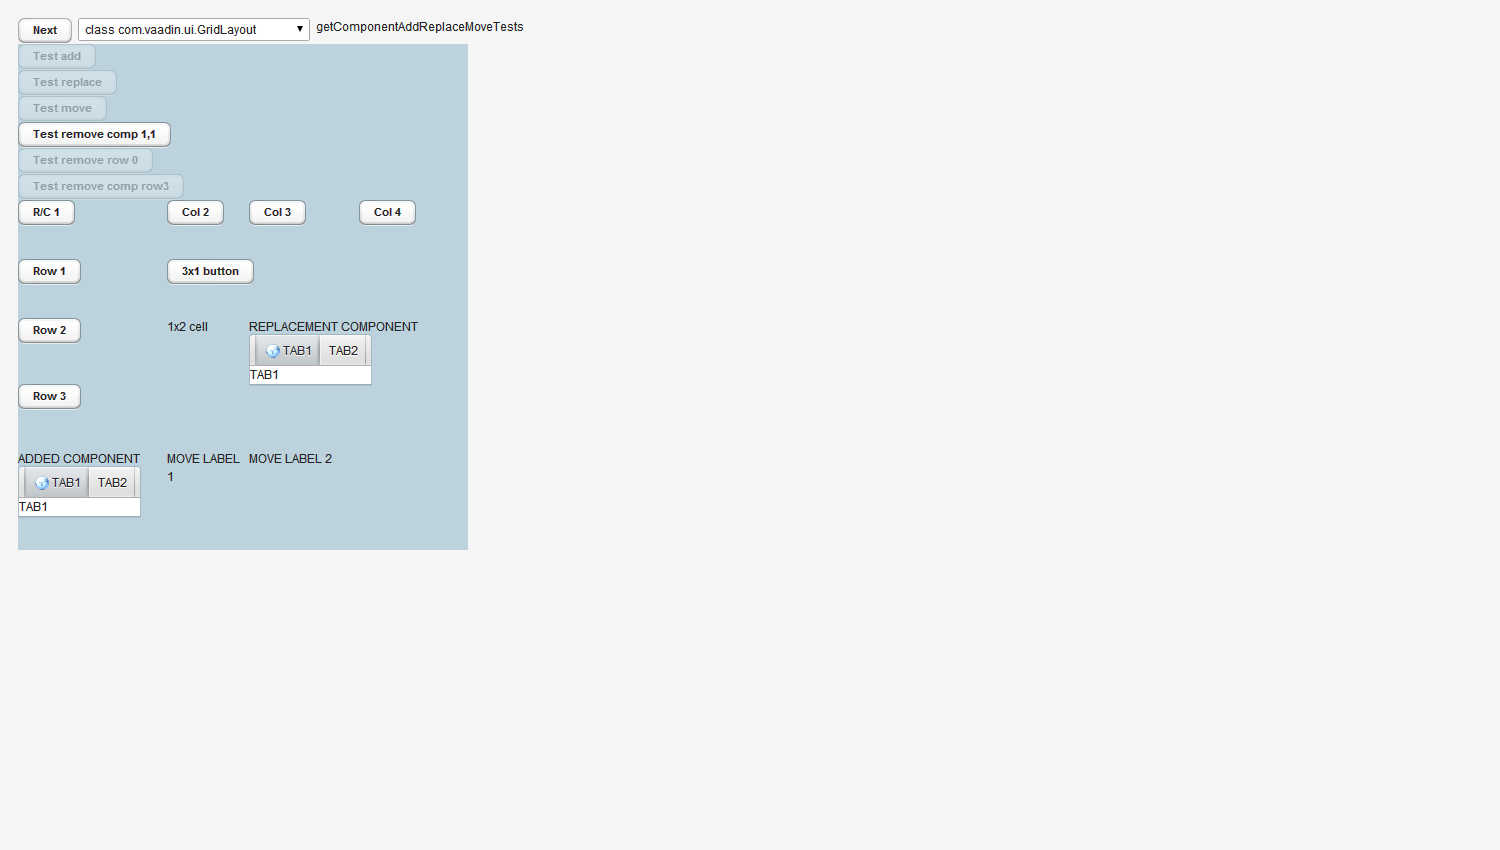 Next class com.vaadin.ui.GridLayout getComponentAddReplaceMoveTests
Test add
Test replace
Test move
Test remove comp 1,1
Test remove row 0
Test remove comp row3
R/C 1 Col 2 Col 3 Col 4
Row 1 3x1 button
Row 2 1x2 cell REPLACEMENT COMPONENT
TAB1 TAB2
TAB1
Row 3
ADDED COMPONENT MOVE LABEL 1 MOVE LABEL 2
TAB1 TAB2
TAB1